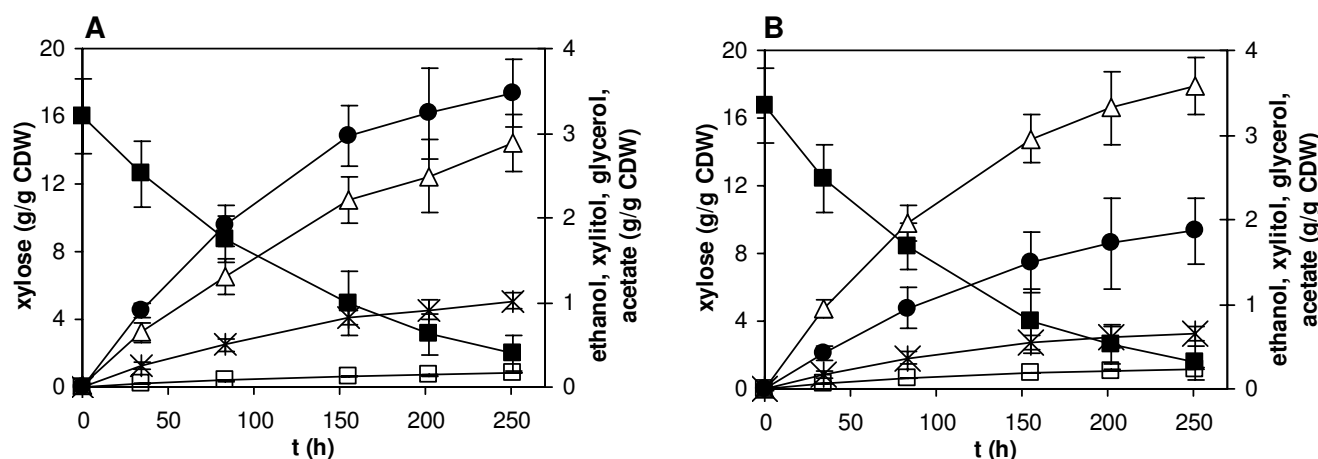 A
20
16
12
8
4
0
xylose (g/g CDW)
4
3
2
1
0
ethanol, xylitol, glycerol,
acetate (g/g CDW)
0 50 100 150 200 250
t (h)
B
20
16
12
8
4
0
xylose (g/g CDW)
4
3
2
1
0
ethanol, xylitol, glycerol,
acetate (g/g CDW)
0 50 100 150 200 250
t (h)